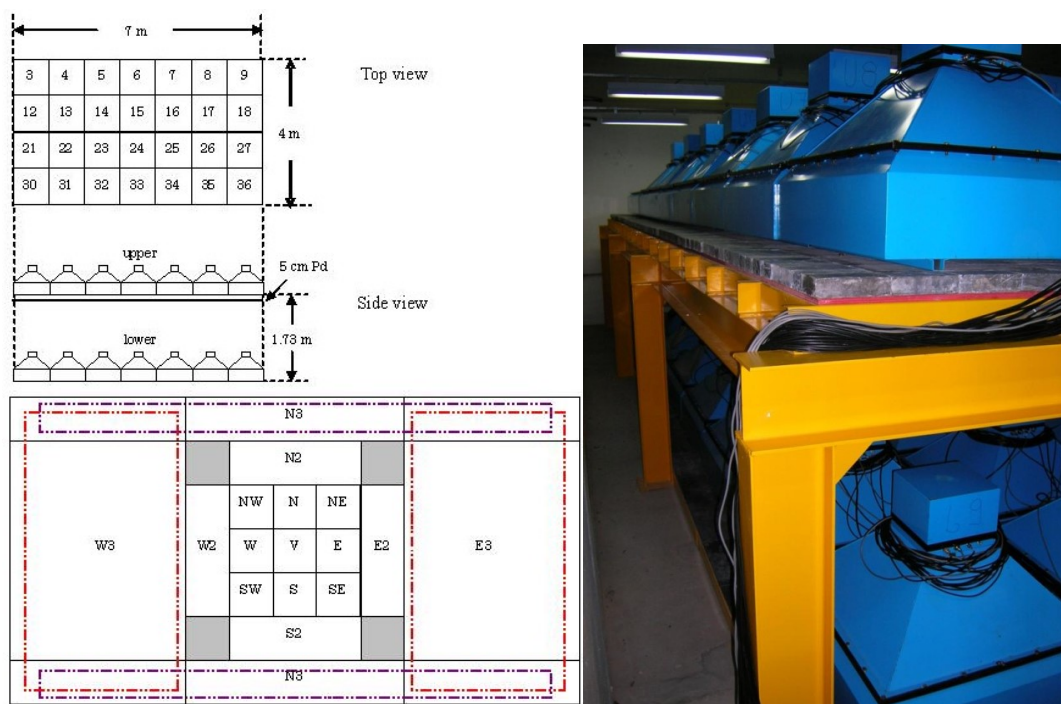 7 m
Top view
3 4 5 6 7 8 9
12 13 14 15 16 17 18
4 m
21 22 23 24 25 26 27
30 31 32 33 34 35 36
upper
5 cm Pd
Side view
lower
1.73 m
N3
N2
NW N NE
W3 W2 W V E E2 E3
SW S SE
S2
N3